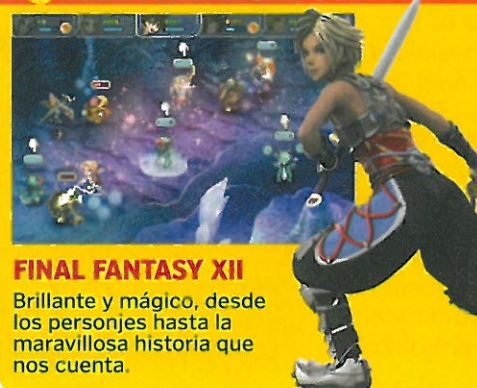 FINAL FANTASY XII
Brillante y mágico, desde
los personjes hasta la
maravillosa historia que
nos cuenta.